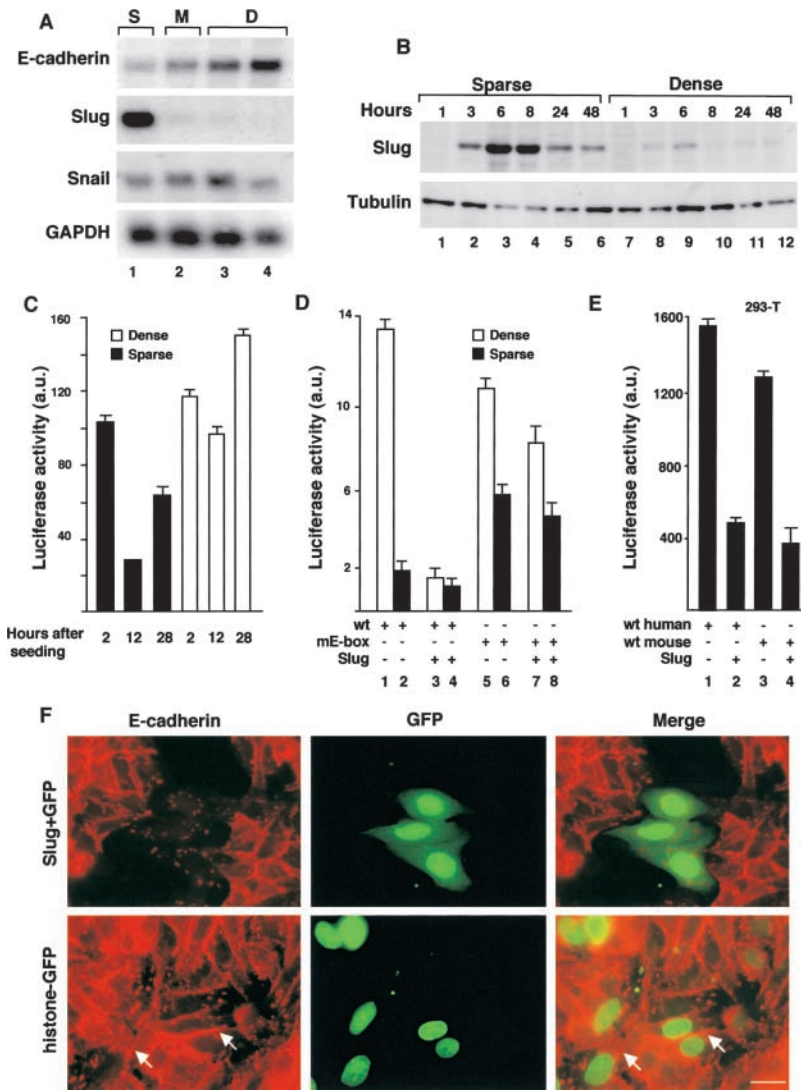 A
S M D
E-cadherin
Slug
Snail
GAPDH
1 2 3 4
B
Sparse Dense
Hours 1 3 6 8 24 48 1 3 6 8 24 48
Slug
Tubulin
1 2 3 4 5 6 7 8 9 10 11 12
C
Luciferase activity (a.u.)
160
120
80
40
Dense
Sparse
Hours after seeding 2 12 28 2 12 28
D
Luciferase activity (a.u.)
14
10
6
2
Dense
Sparse
wt + + + + - - - -
mE-box - - - - + + + +
Slug - - + + - - + +
1 2 3 4 5 6 7 8
E
293-T
Luciferase activity (a.u.)
1600
1200
800
400
wt human + + - -
wt mouse - - + +
Slug - + - +
1 2 3 4
F
E-cadherin GFP Merge
Slug+GFP
histone-GFP